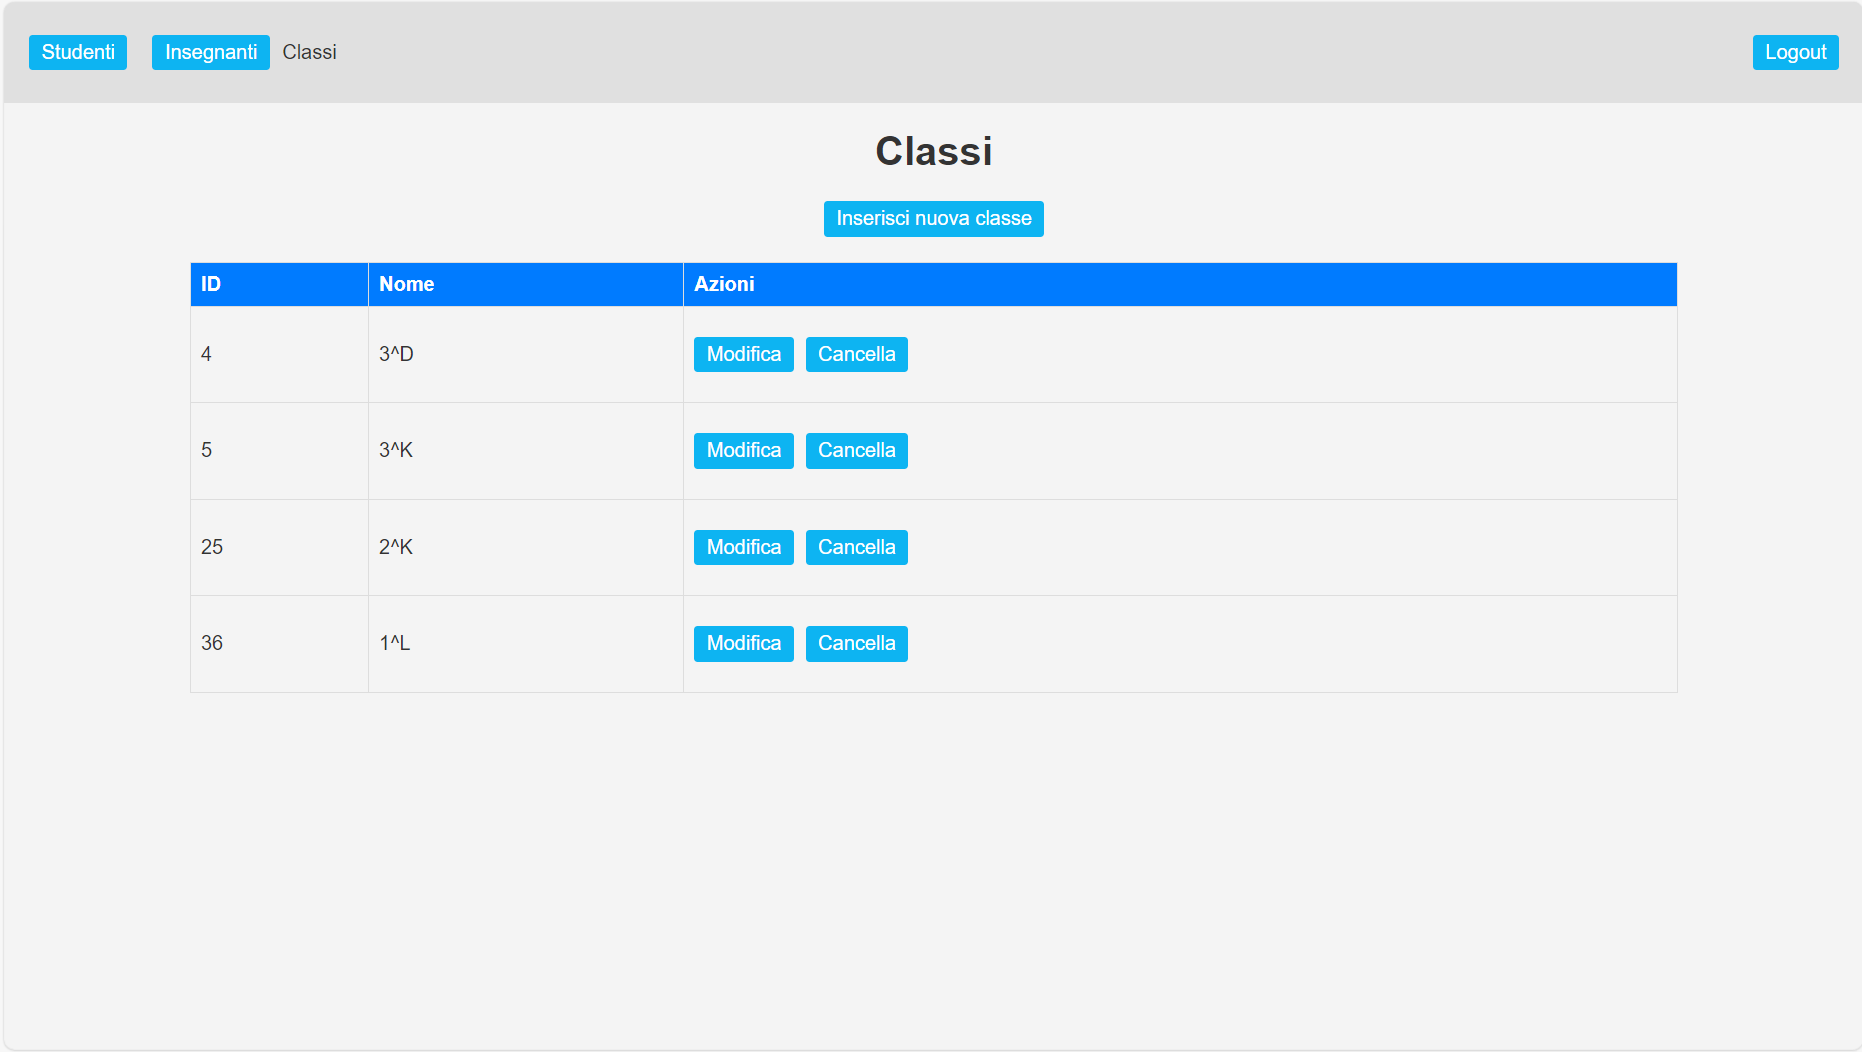 Studenti Insegnanti Classi Logout
Classi
Inserisci nuova classe
ID Nome Azioni
4 3^D Modifica Cancella
5 3^K Modifica Cancella
25 2^K Modifica Cancella
36 1^L Modifica Cancella